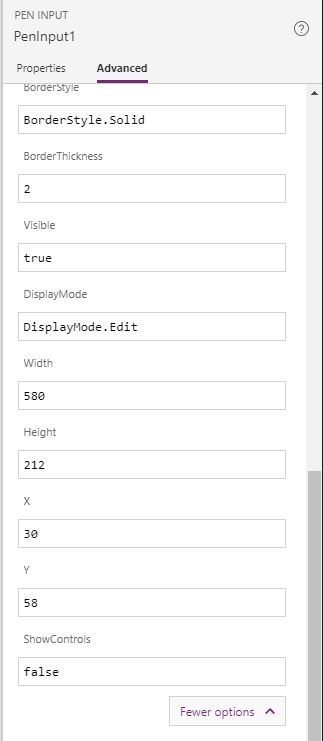 PEN INPUT
PenInput1
Properties Advanced
BorderStyle
BorderStyle.Solid
BorderThickness
2
Visible
true
DisplayMode
DisplayMode.Edit
Width
580
Height
212
X
30
Y
58
ShowControls
false
Fewer options